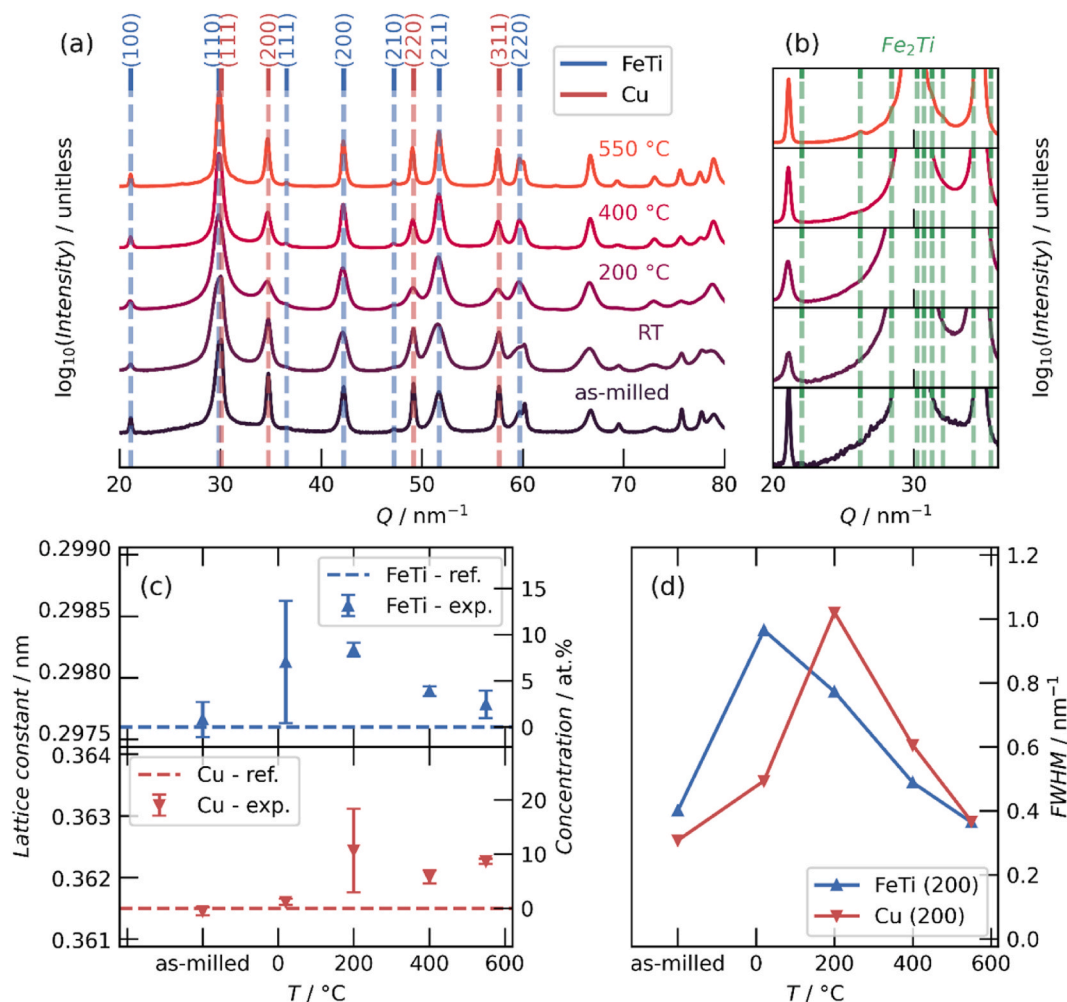 (a)
(100)
(110)
(111)
(200)
(111)
(200)
(210)
(220)
(211)
(311)
(220)
FeTi
Cu
550 °C
400 °C
200 °C
RT
as-milled
log₁₀(Intensity) / unitless
20 30 40 50 60 70 80
Q / nm⁻¹
(b)
Fe₂Ti
log₁₀(Intensity) / unitless
20 30
Q / nm⁻¹
(c)
FeTi - ref.
FeTi - exp.
0.2990
0.2985
0.2980
0.2975
15
10
5
0
Cu - ref.
Cu - exp.
0.364
0.363
0.362
0.361
20
10
0
Lattice constant / nm
Concentration / at.%
as-milled 0 200 400 600
T / °C
(d)
1.2
1.0
0.8
0.6
0.4
0.2
0.0
FWHM / nm⁻¹
FeTi (200)
Cu (200)
as-milled 0 200 400 600
T / °C